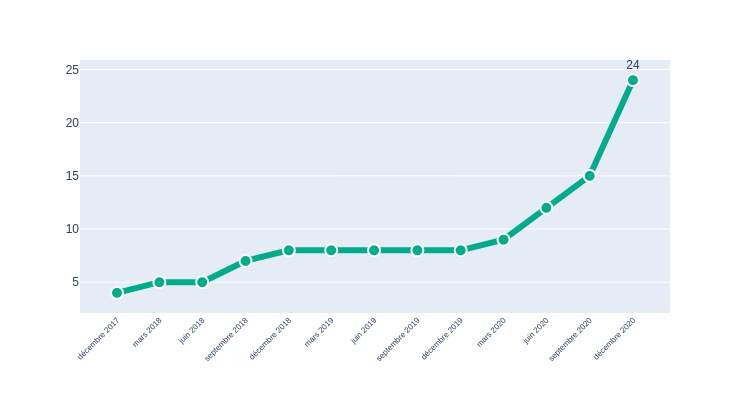 24
25
20
15
10
5
décembre 2017
mars 2018
juin 2018
septembre 2018
décembre 2018
mars 2019
juin 2019
septembre 2019
décembre 2019
mars 2020
juin 2020
septembre 2020
décembre 2020